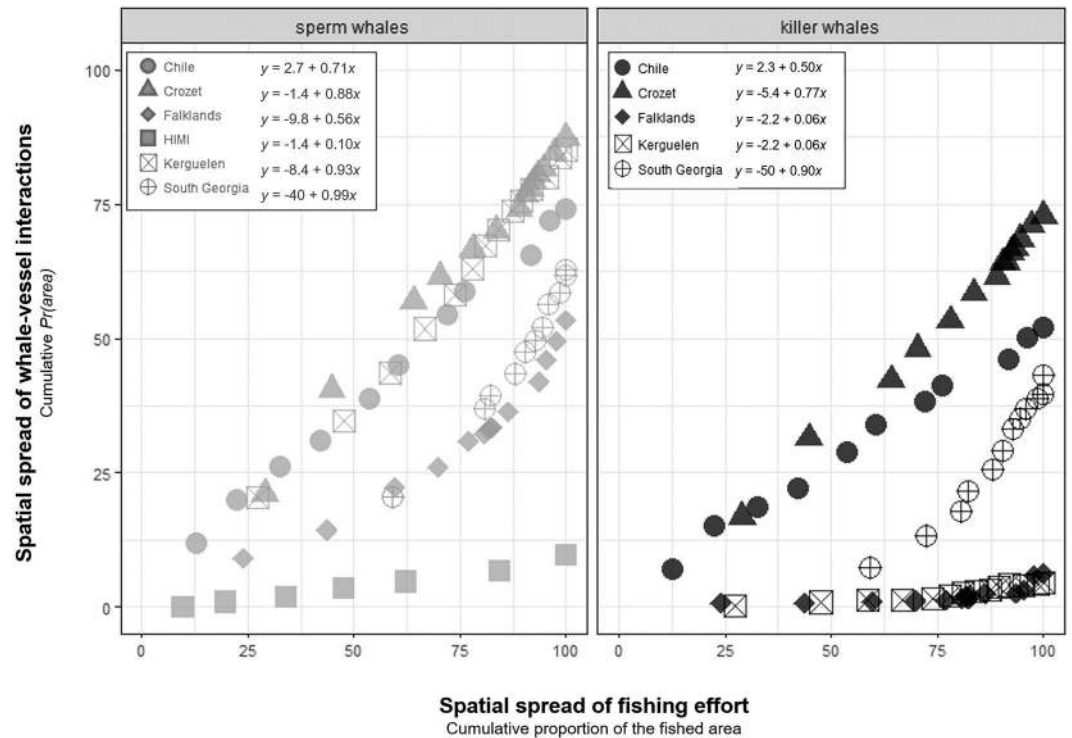 sperm whales
killer whales
Chile y = 2.7 + 0.71x
Crozet y = -1.4 + 0.88x
Falklands y = -9.8 + 0.56x
HIMI y = -1.4 + 0.10x
Kerguelen y = -8.4 + 0.93x
South Georgia y = -40 + 0.99x
Chile y = 2.3 + 0.50x
Crozet y = -5.4 + 0.77x
Falklands y = -2.2 + 0.06x
Kerguelen y = -2.2 + 0.06x
South Georgia y = -50 + 0.90x
Spatial spread of whale-vessel interactions
Cumulative Pr(area)
100
75
50
25
0
0 25 50 75 100
0 25 50 75 100
Spatial spread of fishing effort
Cumulative proportion of the fished area